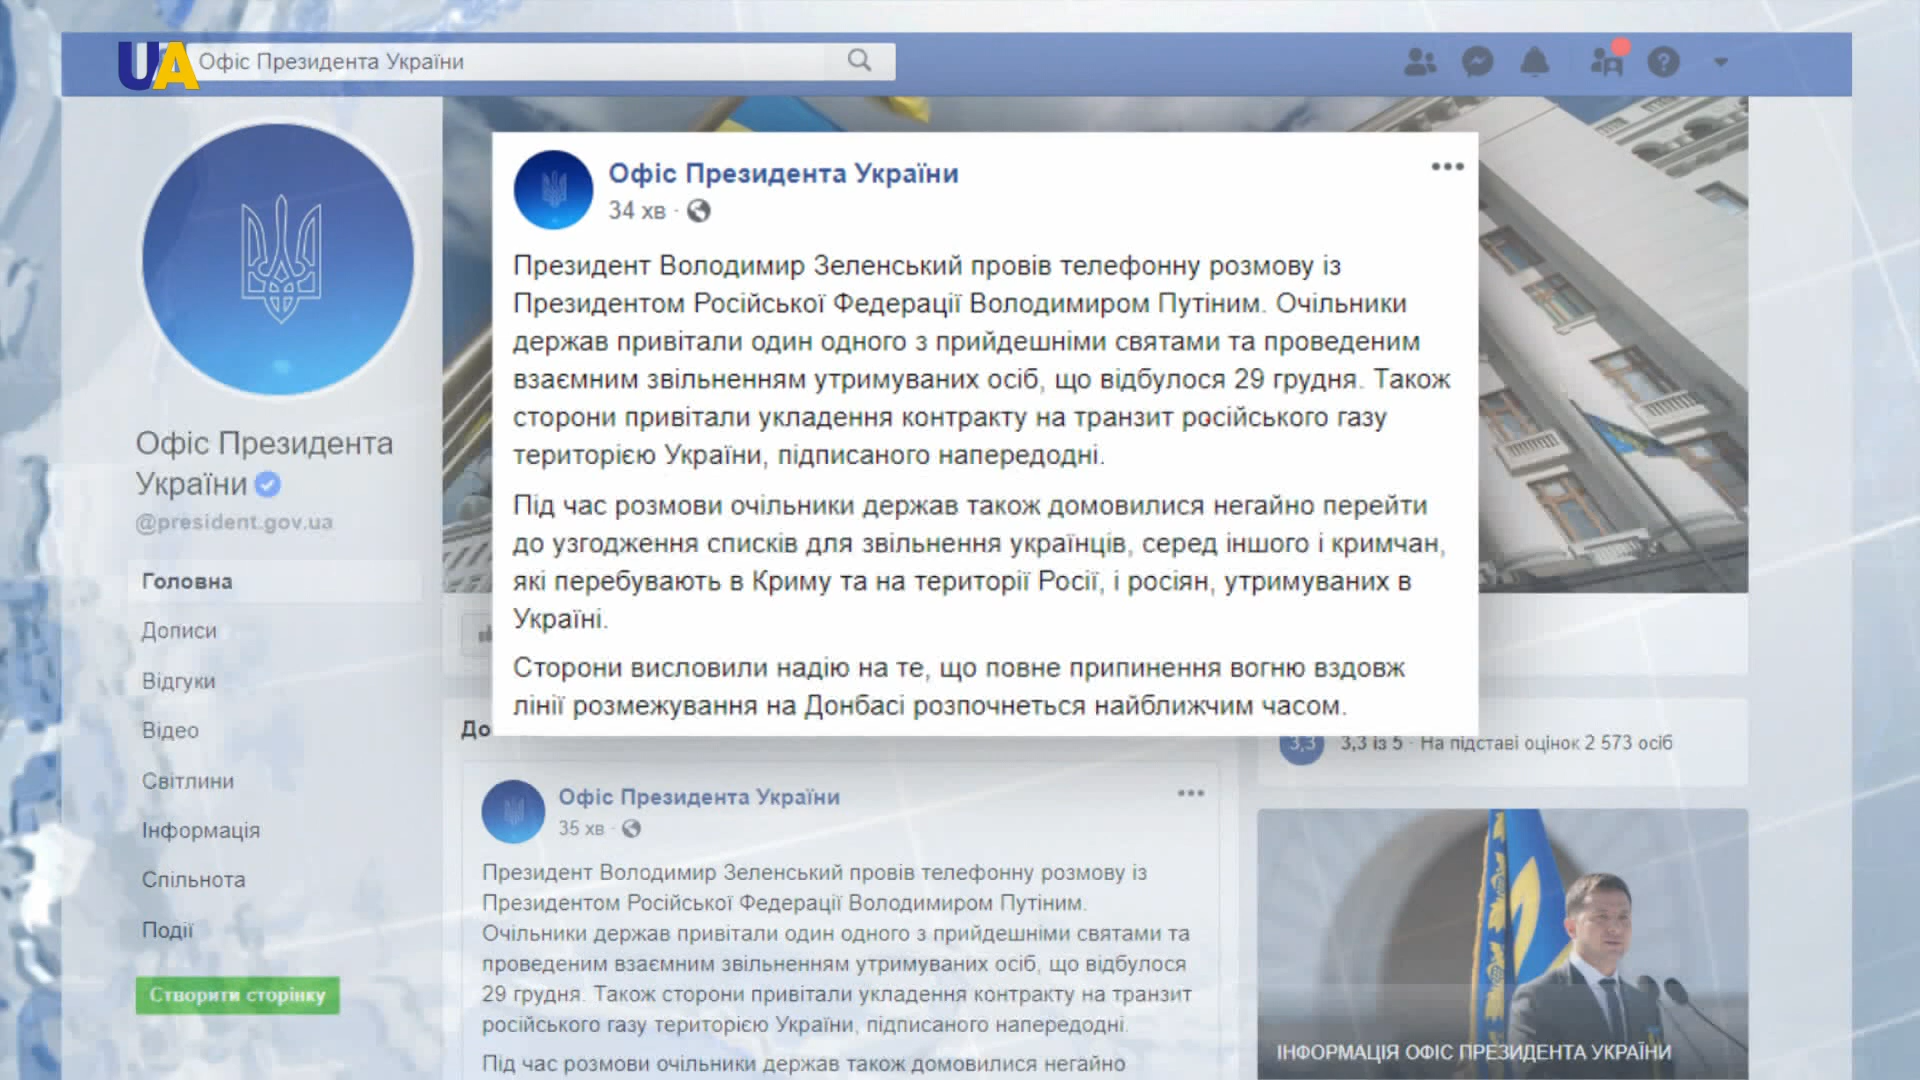 UA
Офіс Президента України
Офіс Президента
України
@president.gov.ua
Головна
Дописи
Відгуки
Відео
Світлини
Інформація
Спільнота
Події
Створити сторінку
Офіс Президента України
34 хв ·
Президент Володимир Зеленський провів телефонну розмову із
Президентом Російської Федерації Володимиром Путіним. Очільники
держав привітали один одного з прийдешніми святами та проведеним
взаємним звільненням утримуваних осіб, що відбулося 29 грудня. Також
сторони привітали укладення контракту на транзит російського газу
територією України, підписаного напередодні.
Під час розмови очільники держав також домовилися негайно перейти
до узгодження списків для звільнення українців, серед іншого і кримчан,
які перебувають в Криму та на території Росії, і росіян, утримуваних в
Україні.
Сторони висловили надію на те, що повне припинення вогню вздовж
лінії розмежування на Донбасі розпочнеться найближчим часом.
До
Офіс Президента України
35 хв ·
Президент Володимир Зеленський провів телефонну розмову із
Президентом Російської Федерації Володимиром Путіним.
Очільники держав привітали один одного з прийдешніми святами та
проведеним взаємним звільненням утримуваних осіб, що відбулося
29 грудня. Також сторони привітали укладення контракту на транзит
російського газу територією України, підписаного напередодні.
Під час розмови очільники держав також домовилися негайно
3,3 3,3 із 5 · На підставі оцінок 2 573 осіб
ІНФОРМАЦІЯ ОФІС ПРЕЗИДЕНТА УКРАЇНИ